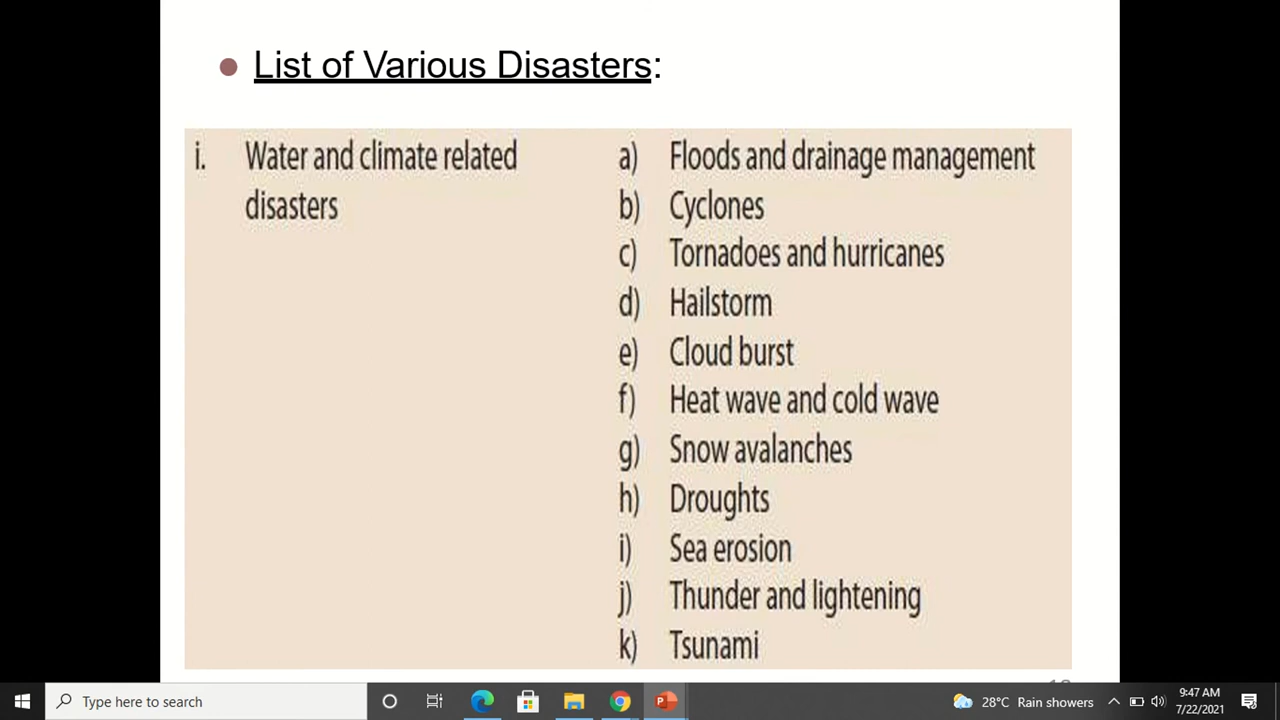 List of Various Disasters:
i. Water and climate related disasters
a) Floods and drainage management
b) Cyclones
c) Tornadoes and hurricanes
d) Hailstorm
e) Cloud burst
f) Heat wave and cold wave
g) Snow avalanches
h) Droughts
i) Sea erosion
j) Thunder and lightening
k) Tsunami
Type here to search
28°C Rain showers
9:47 AM
7/22/2021